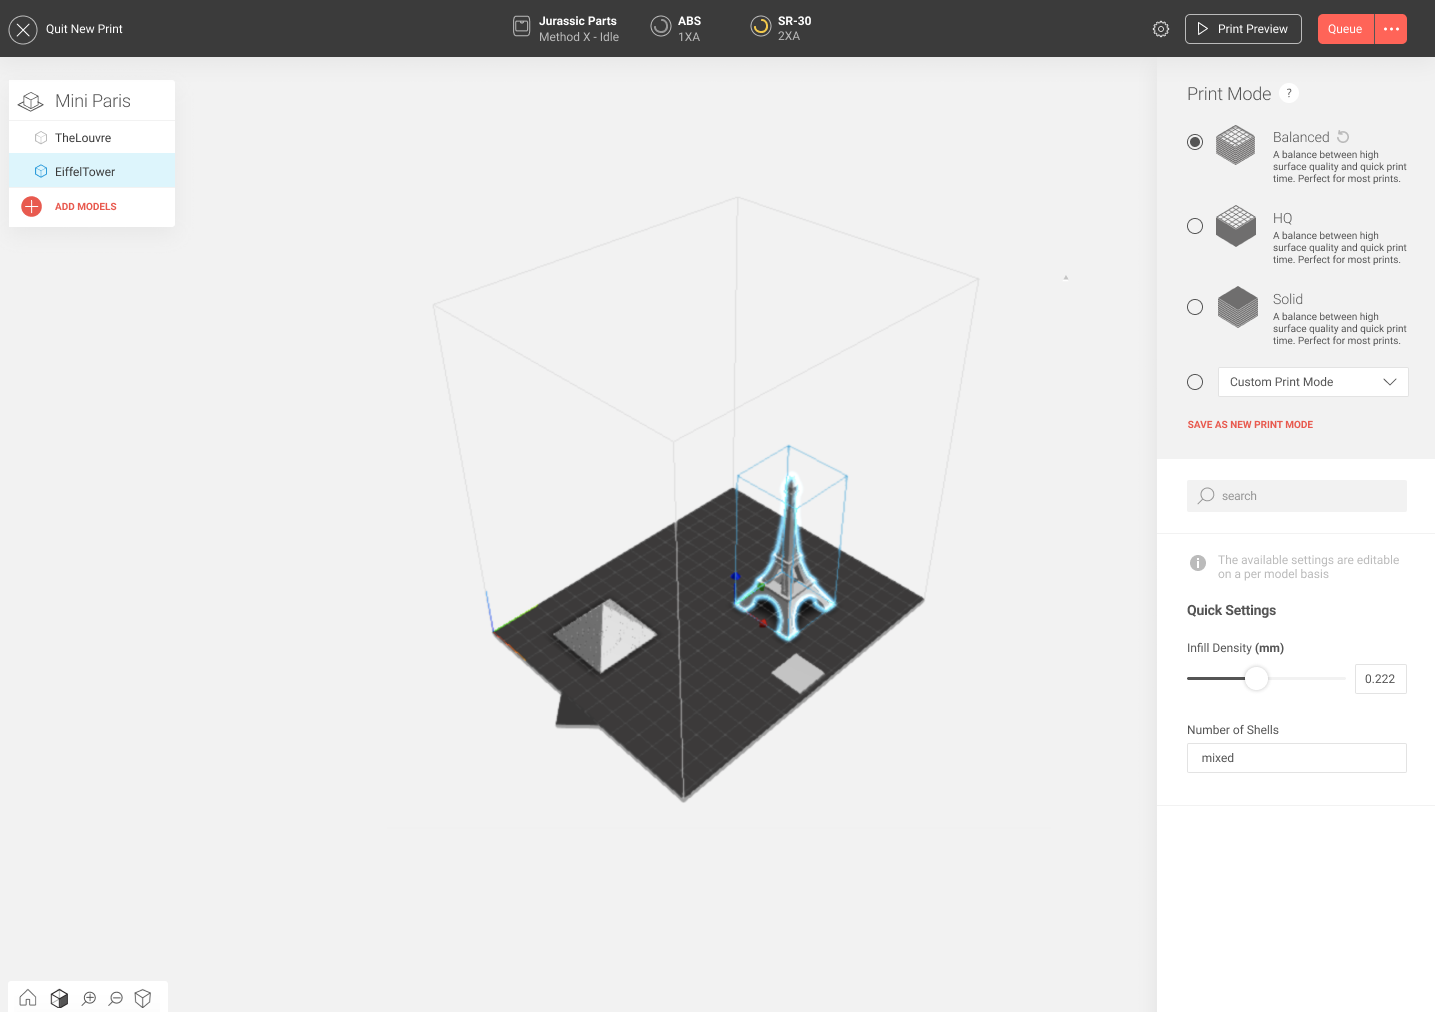 Quit New Print
Jurassic Parts
Method X - Idle
ABS
1XA
SR-30
2XA
Print Preview
Queue
Mini Paris
TheLouvre
EiffelTower
ADD MODELS
Print Mode ?
Balanced
A balance between high
surface quality and quick print
time. Perfect for most prints.
HQ
A balance between high
surface quality and quick print
time. Perfect for most prints.
Solid
A balance between high
surface quality and quick print
time. Perfect for most prints.
Custom Print Mode
SAVE AS NEW PRINT MODE
search
The available settings are editable
on a per model basis
Quick Settings
Infill Density (mm)
0.222
Number of Shells
mixed